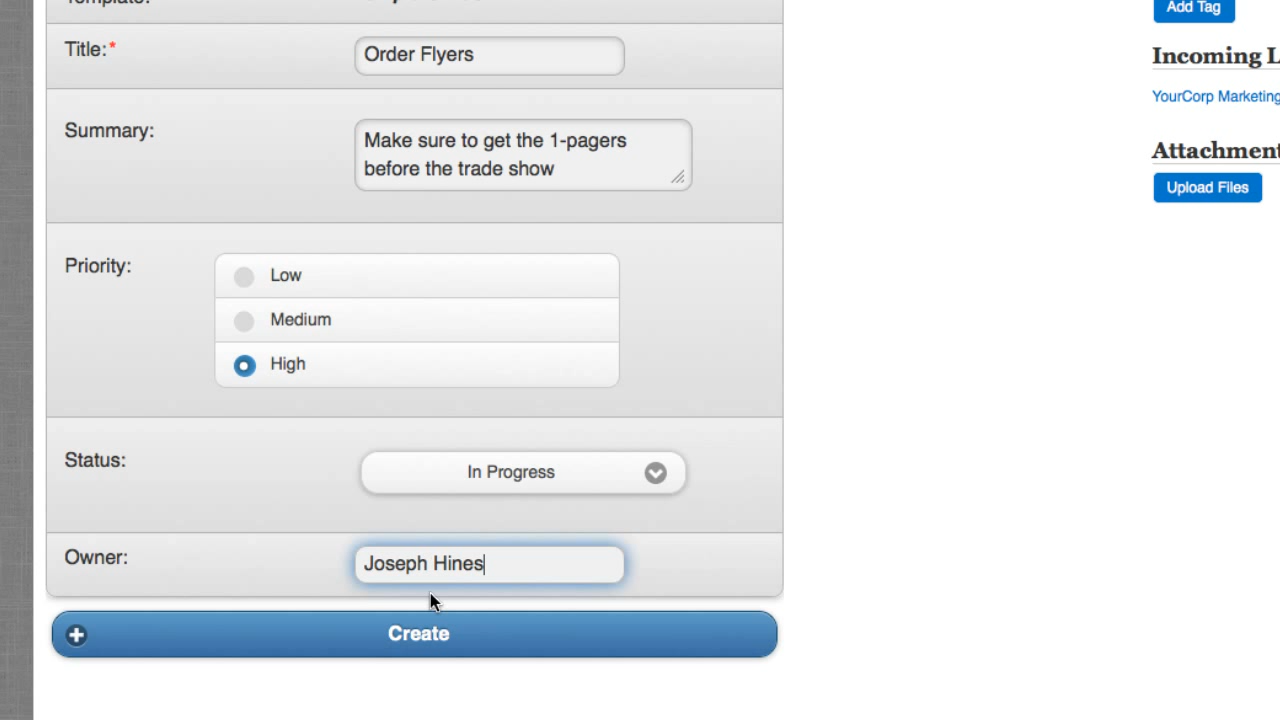 Add Tag
Title:*
Order Flyers
Incoming L
YourCorp Marketing
Summary:
Make sure to get the 1-pagers
before the trade show
Attachment
Upload Files
Priority:
Low
Medium
High
Status:
In Progress
Owner:
Joseph Hines
Create